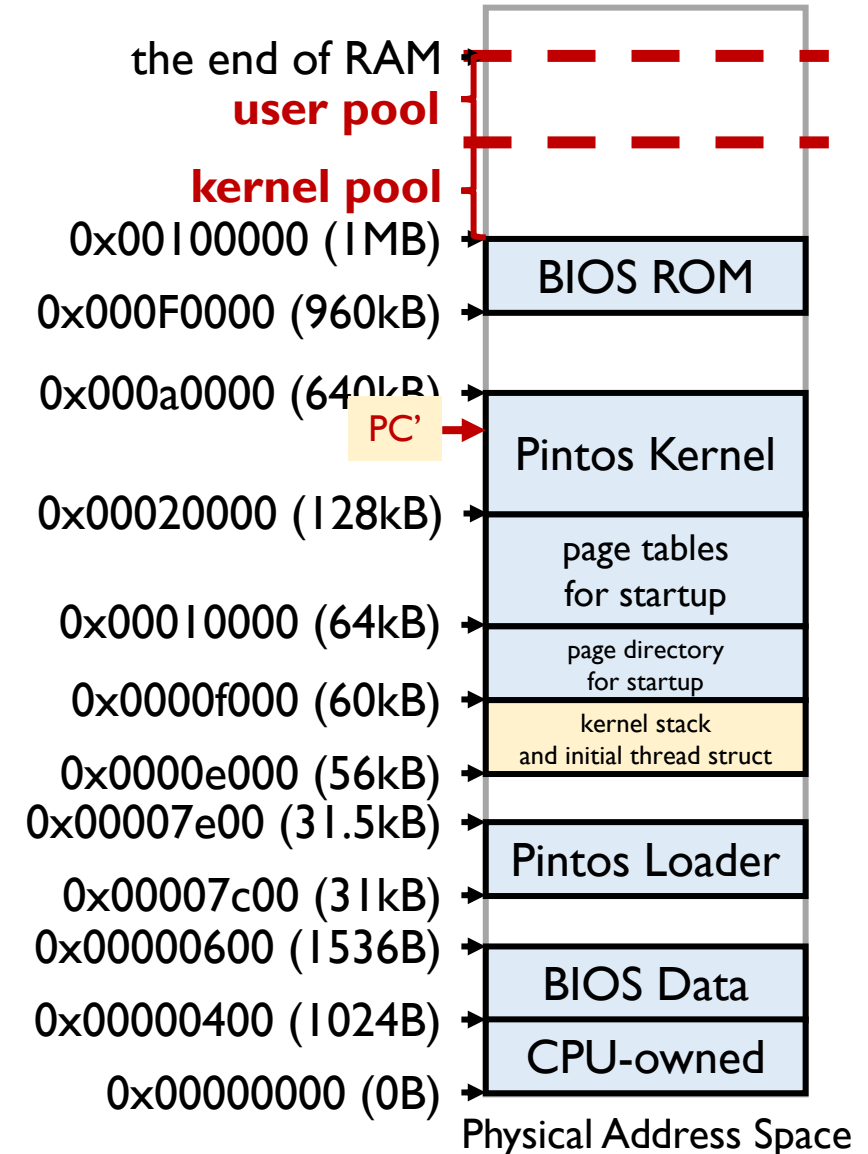 the end of RAM
user pool
kernel pool
0x00100000 (1MB)
BIOS ROM
0x000F0000 (960kB)
0x000a0000 (640kB)
PC'
Pintos Kernel
0x00020000 (128kB)
page tables
for startup
0x00010000 (64kB)
page directory
for startup
0x0000f000 (60kB)
kernel stack
and initial thread struct
0x0000e000 (56kB)
0x00007e00 (31.5kB)
Pintos Loader
0x00007c00 (31kB)
0x00000600 (1536B)
BIOS Data
0x00000400 (1024B)
CPU-owned
0x00000000 (0B)
Physical Address Space